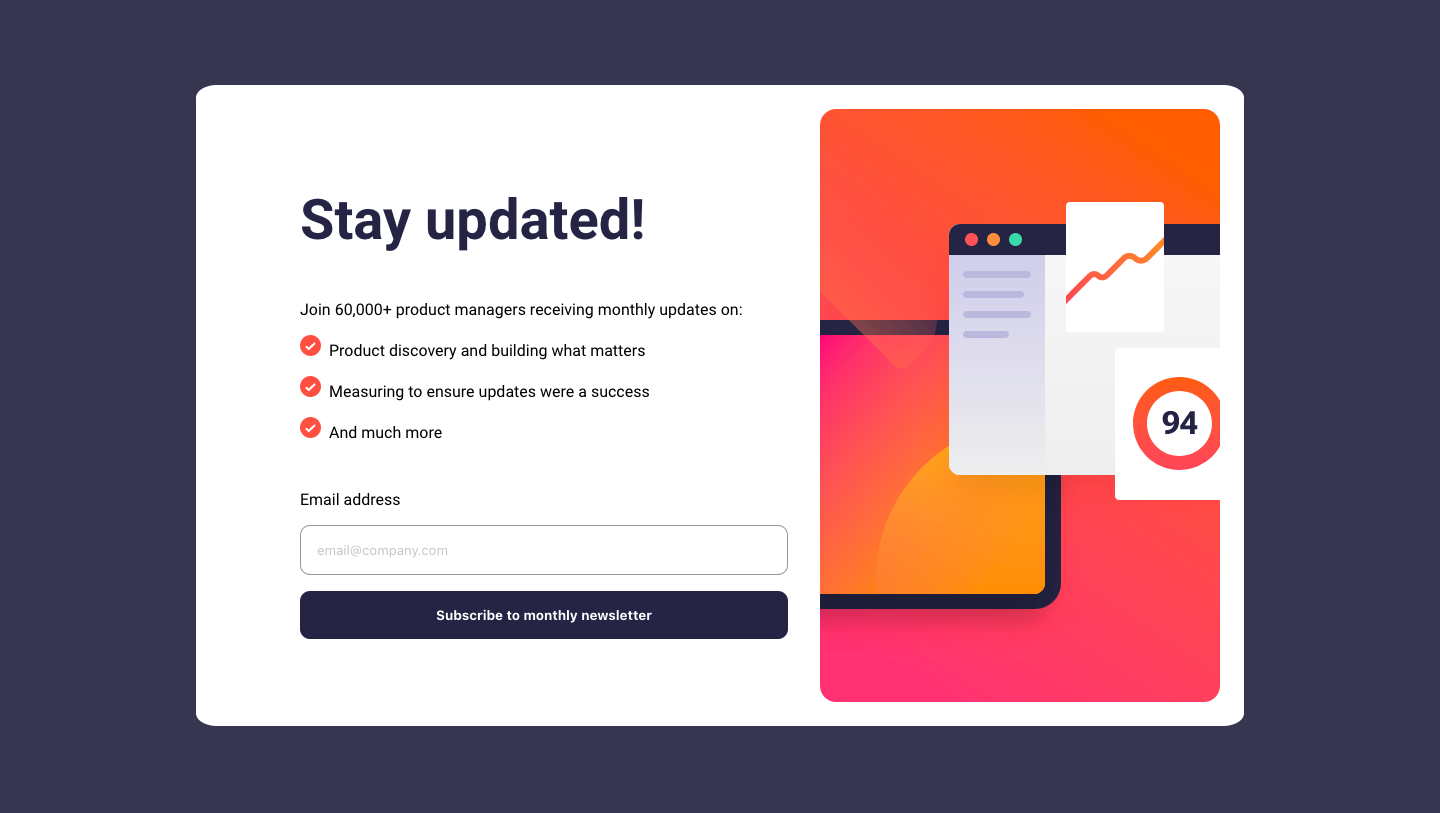 Stay updated!
Join 60,000+ product managers receiving monthly updates on:
Product discovery and building what matters
Measuring to ensure updates were a success
And much more
Email address
email@company.com
Subscribe to monthly newsletter
94